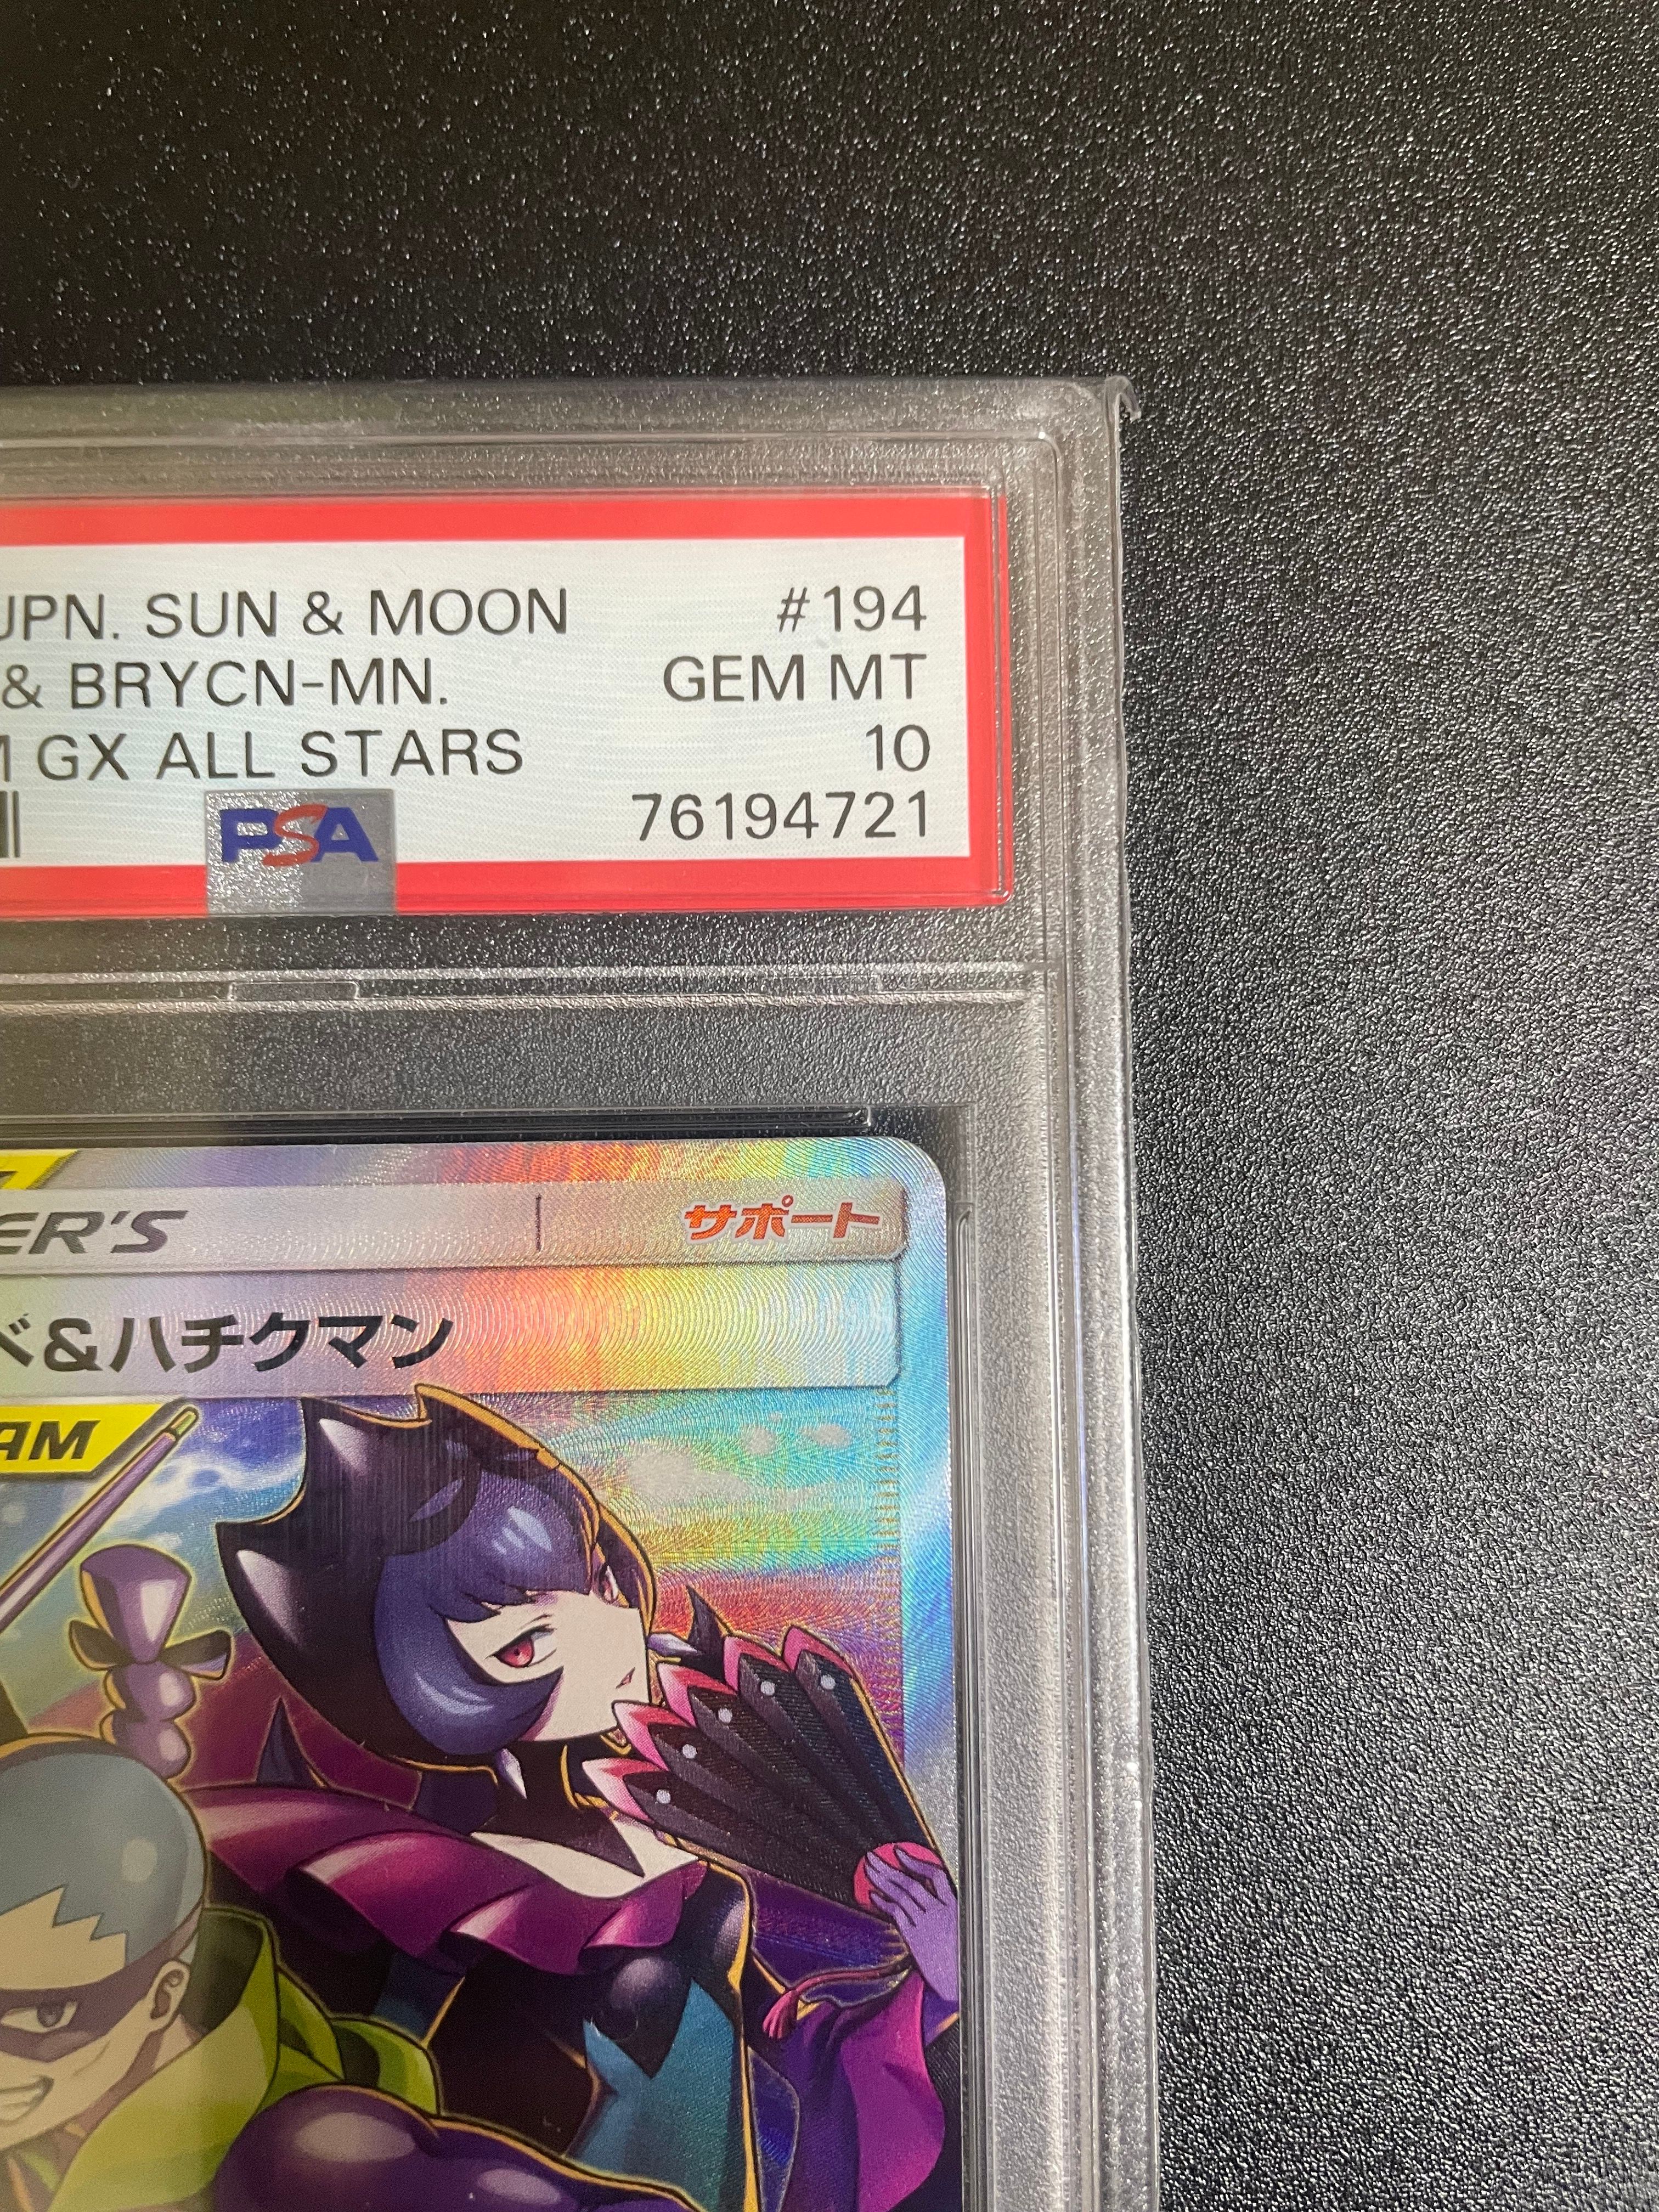 JPN. SUN & MOON #194
& BRYCN-MN. GEM MT
GX ALL STARS 10
PSA 76194721
ER'S サポート
ベ&ハチクマン
AM